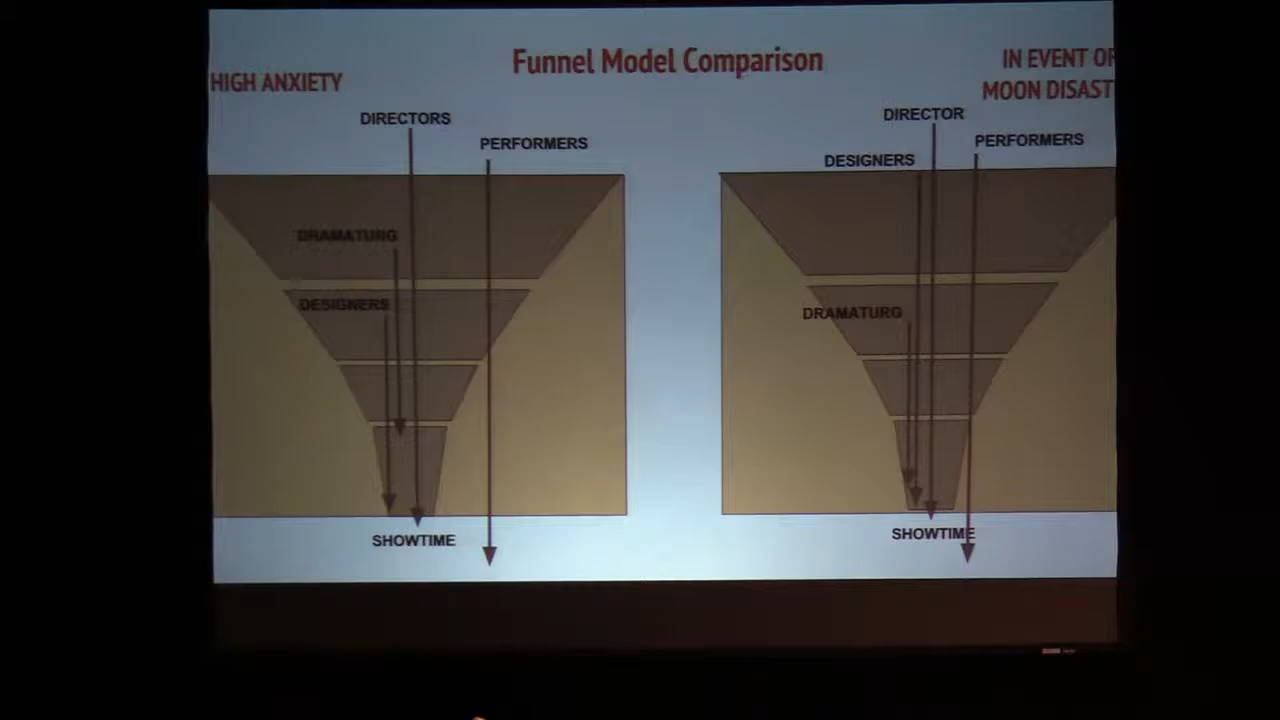 Funnel Model Comparison
HIGH ANXIETY
DIRECTORS
PERFORMERS
DRAMATURG
DESIGNERS
SHOWTIME
IN EVENT OF
MOON DISAST
DIRECTOR
PERFORMERS
DESIGNERS
DRAMATURG
SHOWTIME